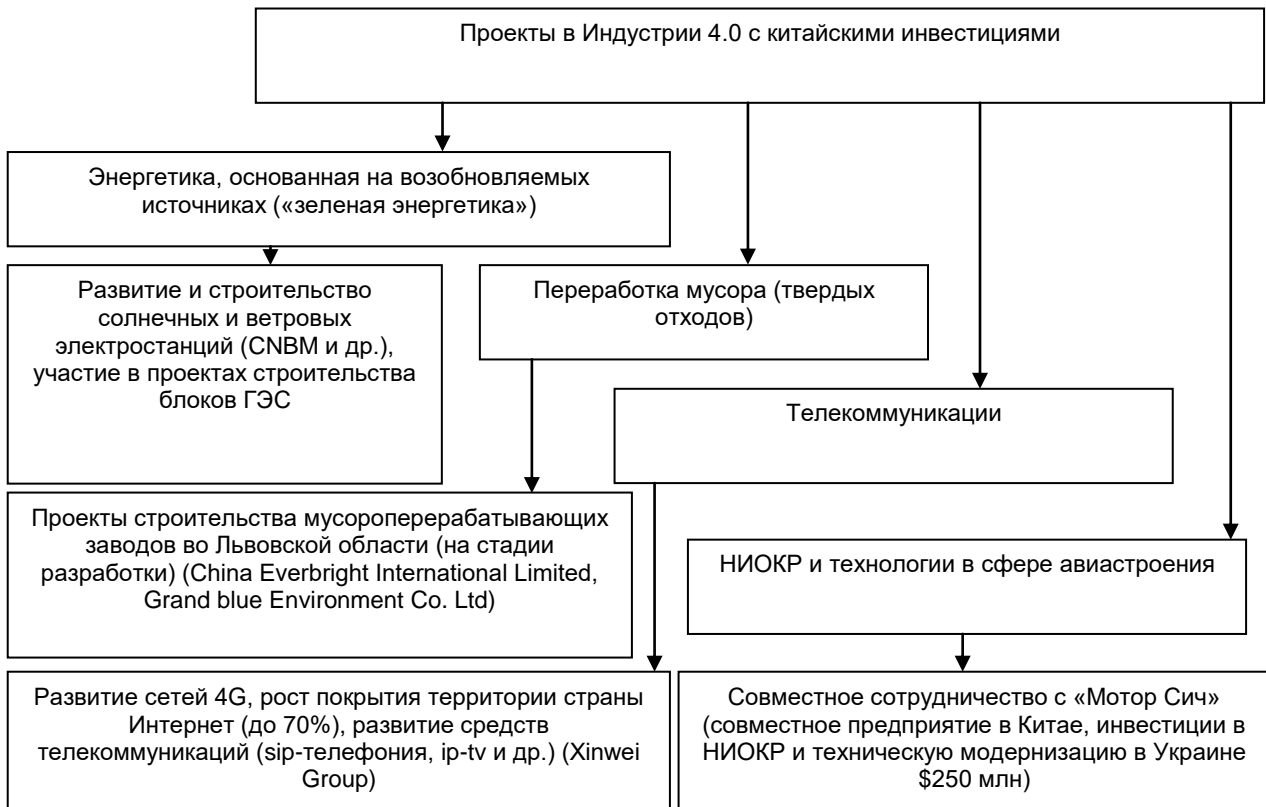 Проекты в Индустрии 4.0 с китайскими инвестициями
Энергетика, основанная на возобновляемых
источниках («зеленая энергетика»)
Развитие и строительство
солнечных и ветровых
электростанций (CNBM и др.),
участие в проектах строительства
блоков ГЭС
Переработка мусора (твердых
отходов)
Телекоммуникации
Проекты строительства мусороперерабатывающих
заводов во Львовской области (на стадии
разработки) (China Everbright International Limited,
Grand blue Environment Co. Ltd)
НИОКР и технологии в сфере авиастроения
Развитие сетей 4G, рост покрытия территории страны
Интернет (до 70%), развитие средств
телекоммуникаций (sip-телефония, ip-tv и др.) (Xinwei
Group)
Совместное сотрудничество с «Мотор Сич»
(совместное предприятие в Китае, инвестиции в
НИОКР и техническую модернизацию в Украине
$250 млн)